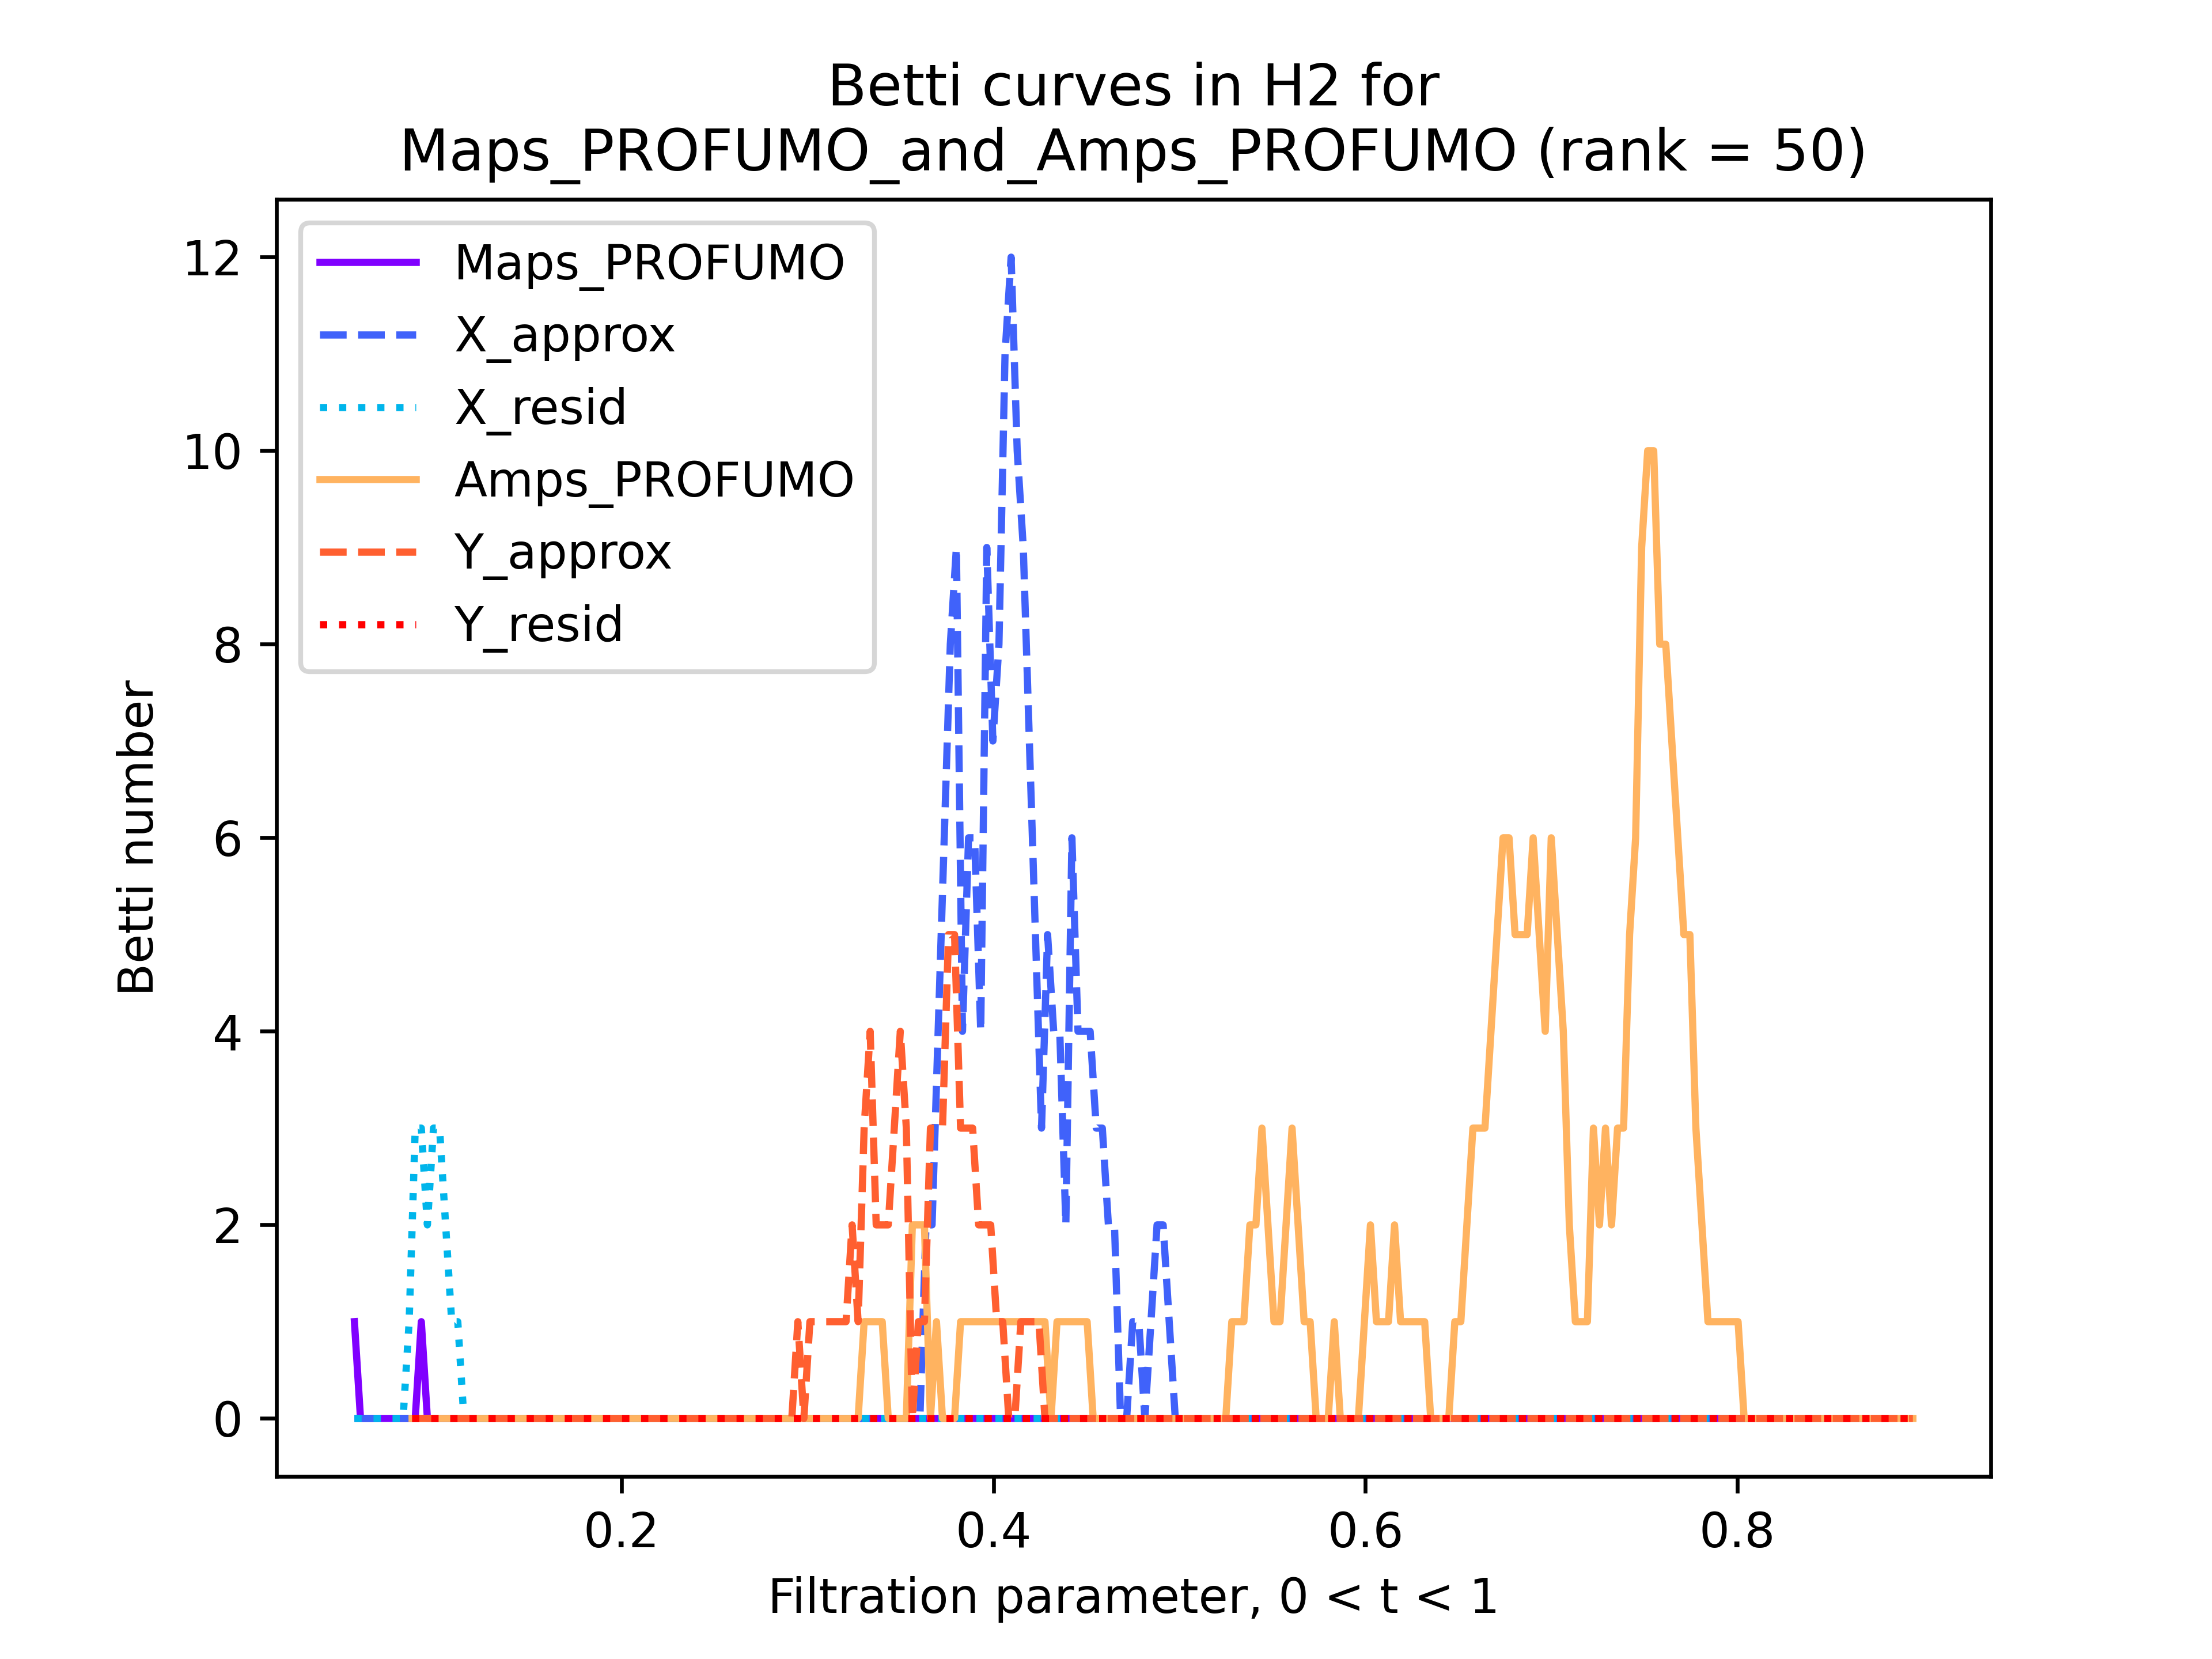 Betti curves in H2 for
Maps_PROFUMO_and_Amps_PROFUMO (rank = 50)
Maps_PROFUMO
X_approx
X_resid
Amps_PROFUMO
Y_approx
Y_resid
Betti number
12
10
8
6
4
2
0
0.2 0.4 0.6 0.8
Filtration parameter, 0 < t < 1